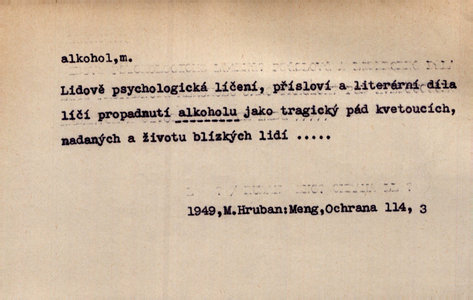 alkohol,m.
Lidově psychologická líčení, přísloví a literární díla
líčí propadnutí alkoholu jako tragický pád kvetoucích,
nadaných a životu blízkých lidí .....
1949,M.Hruban:Meng,Ochrana 114, 3